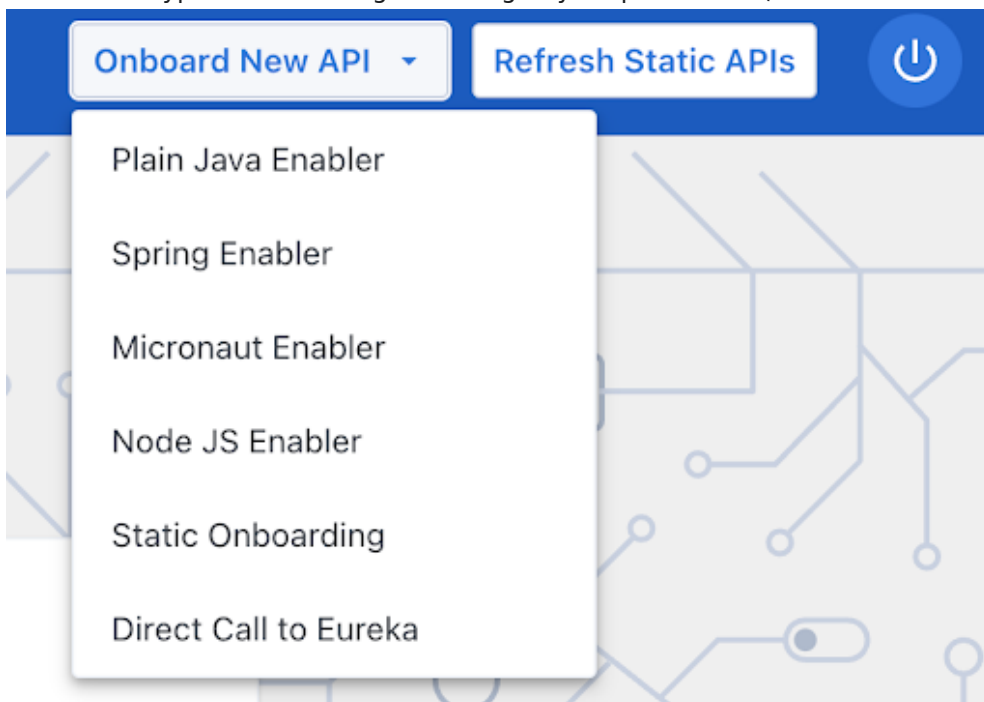 Onboard New API
Refresh Static APIs
Plain Java Enabler
Spring Enabler
Micronaut Enabler
Node JS Enabler
Static Onboarding
Direct Call to Eureka